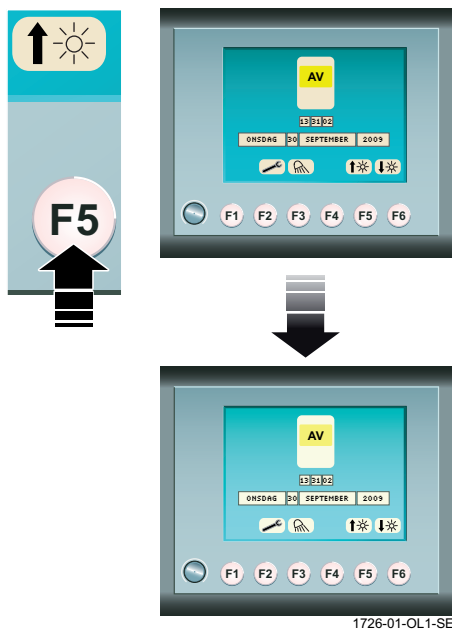 F5
AV
13 31 02
ONSDAG 30 SEPTEMBER 2009
F1 F2 F3 F4 F5 F6
AV
13 31 02
ONSDAG 30 SEPTEMBER 2009
F1 F2 F3 F4 F5 F6
1726-01-OL1-SE